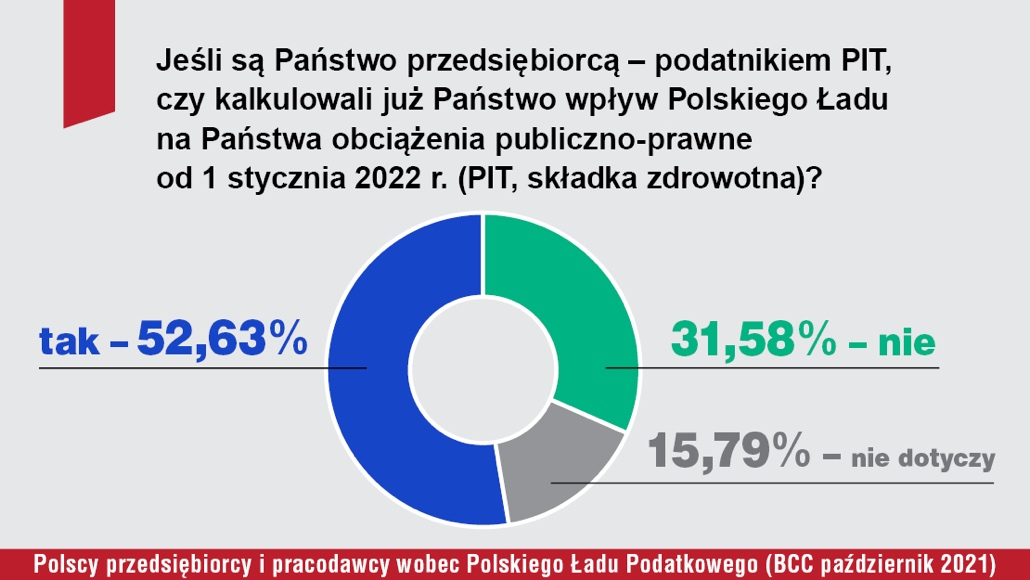 Jeśli są Państwo przedsiębiorcą – podatnikiem PIT,
czy kalkulowali już Państwo wpływ Polskiego Ładu
na Państwa obciążenia publiczno-prawne
od 1 stycznia 2022 r. (PIT, składka zdrowotna)?
tak – 52,63%
31,58% – nie
15,79% – nie dotyczy
Polscy przedsiębiorcy i pracodawcy wobec Polskiego Ładu Podatkowego (BCC październik 2021)